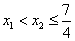 x₁ < x₂ ≤ 7/4